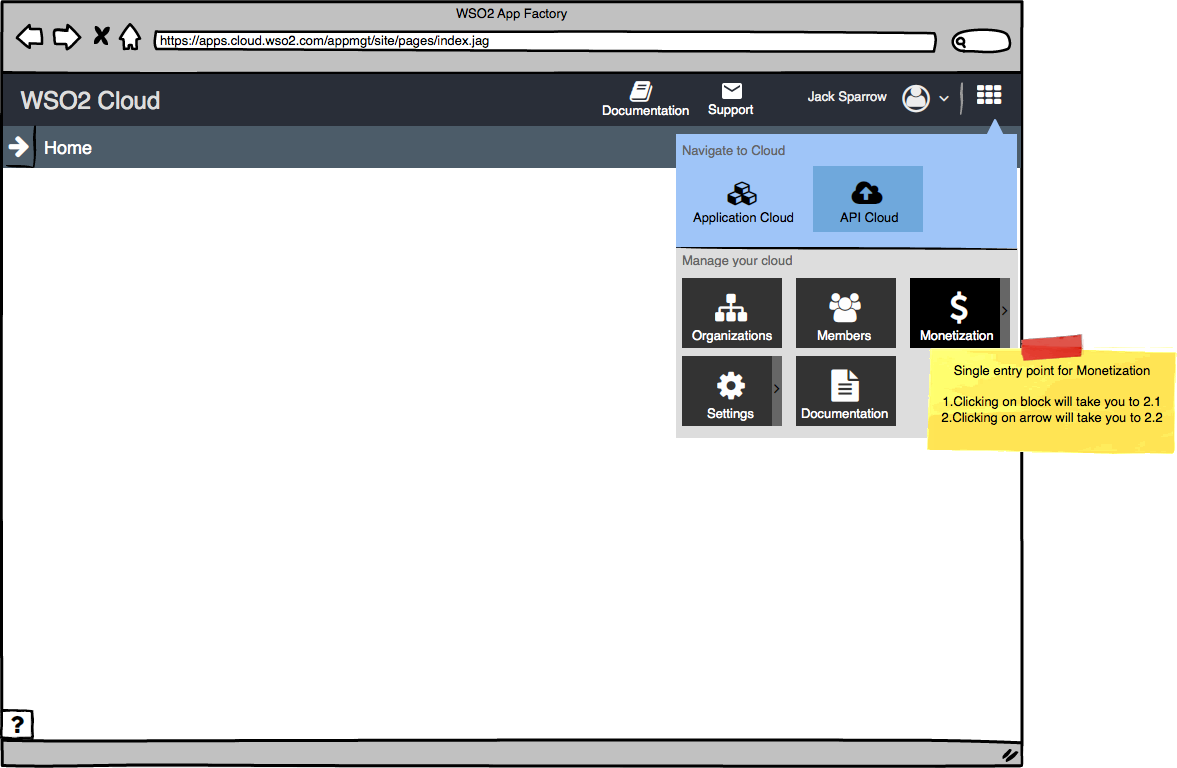 WSO2 App Factory
https://apps.cloud.wso2.com/appmgt/site/pages/index.jag
WSO2 Cloud
Documentation
Support
Jack Sparrow
Home
Navigate to Cloud
Application Cloud
API Cloud
Manage your cloud
Organizations
Members
Monetization
Settings
Documentation
Single entry point for Monetization
1.Clicking on block will take you to 2.1
2.Clicking on arrow will take you to 2.2
?